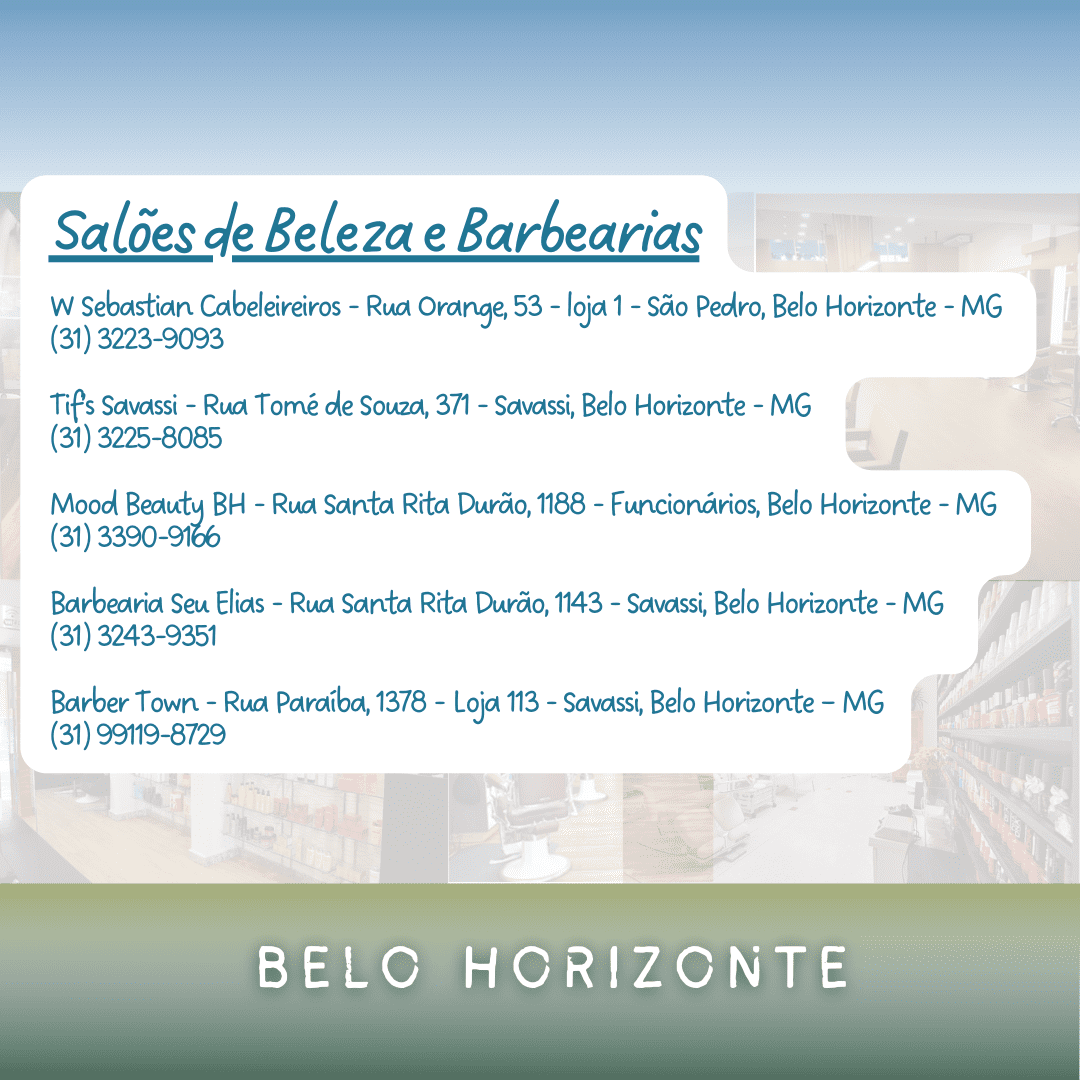 Salões de Beleza e Barbearias
W Sebastian Cabeleireiros - Rua Orange, 53 - loja 1 - São Pedro, Belo Horizonte - MG
(31) 3223-9093
Tif's Savassi - Rua Tomé de Souza, 371 - Savassi, Belo Horizonte - MG
(31) 3225-8085
Mood Beauty BH - Rua Santa Rita Durão, 1188 - Funcionários, Belo Horizonte - MG
(31) 3390-9166
Barbearia Seu Elias - Rua Santa Rita Durão, 1143 - Savassi, Belo Horizonte - MG
(31) 3243-9351
Barber Town - Rua Paraíba, 1378 - Loja 113 - Savassi, Belo Horizonte – MG
(31) 99119-8729
BELO HORIZONTE